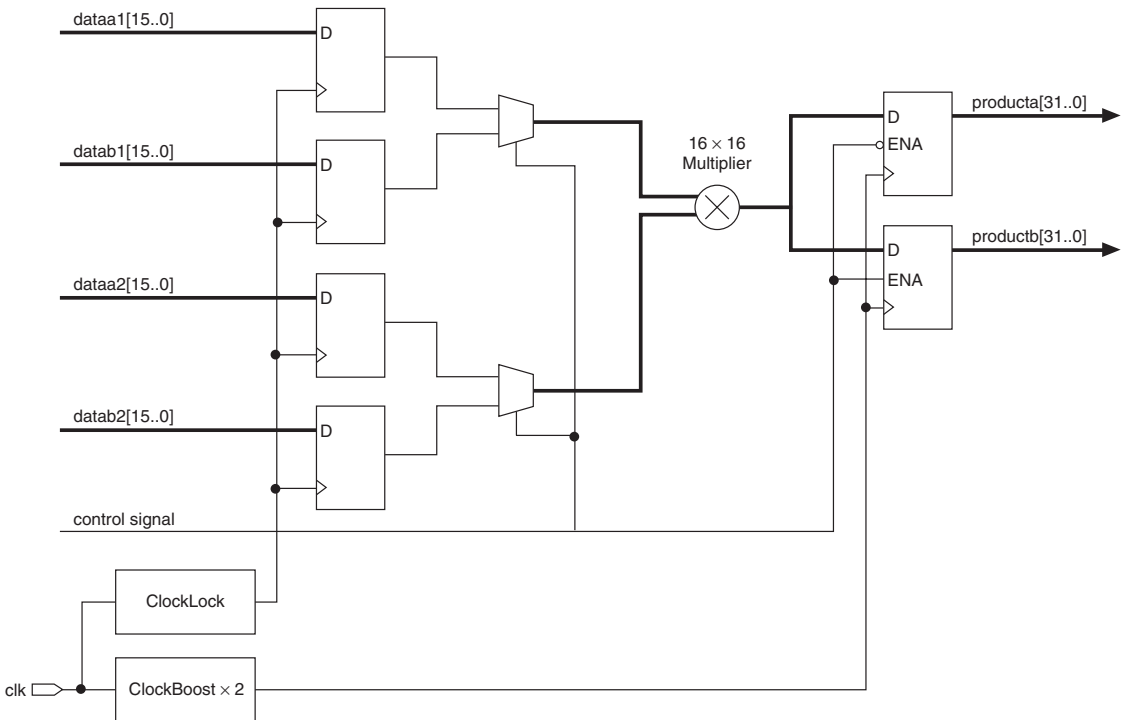 dataa1[15..0]
D
datab1[15..0]
D
dataa2[15..0]
D
datab2[15..0]
D
control signal
ClockLock
clk
ClockBoost × 2
16 × 16
Multiplier
D
ENA
producta[31..0]
D
ENA
productb[31..0]